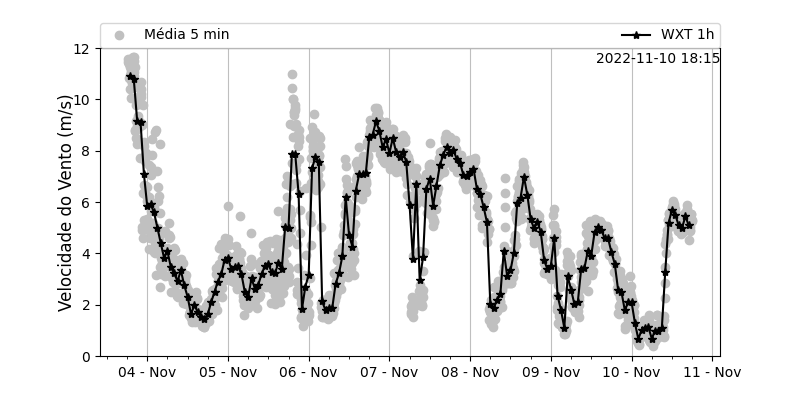 Média 5 min
WXT 1h
2022-11-10 18:15
Velocidade do Vento (m/s)
12
10
8
6
4
2
0
04 - Nov
05 - Nov
06 - Nov
07 - Nov
08 - Nov
09 - Nov
10 - Nov
11 - Nov